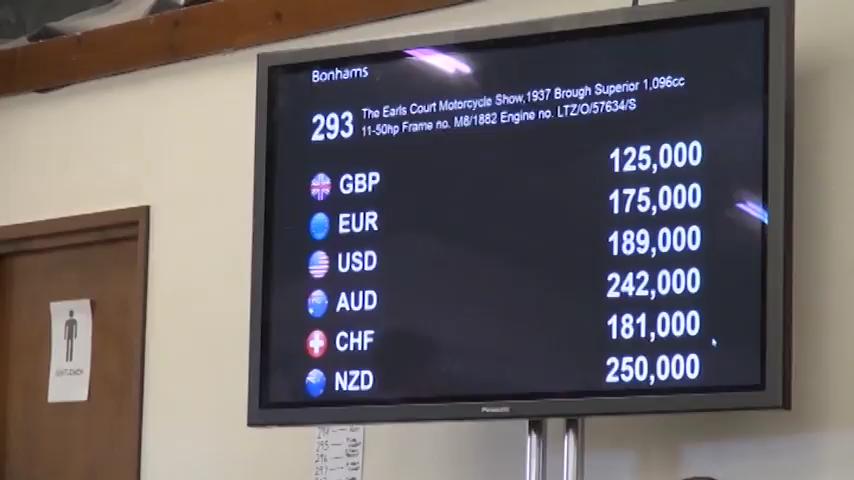 Bonhams
293
The Earls Court Motorcycle Show,1937 Brough Superior 1,096cc
11-50hp Frame no. M8/1882 Engine no. LTZ/O/57634/S
GBP 125,000
EUR 175,000
USD 189,000
AUD 242,000
CHF 181,000
NZD 250,000
Panasonic
GENTLEMEN